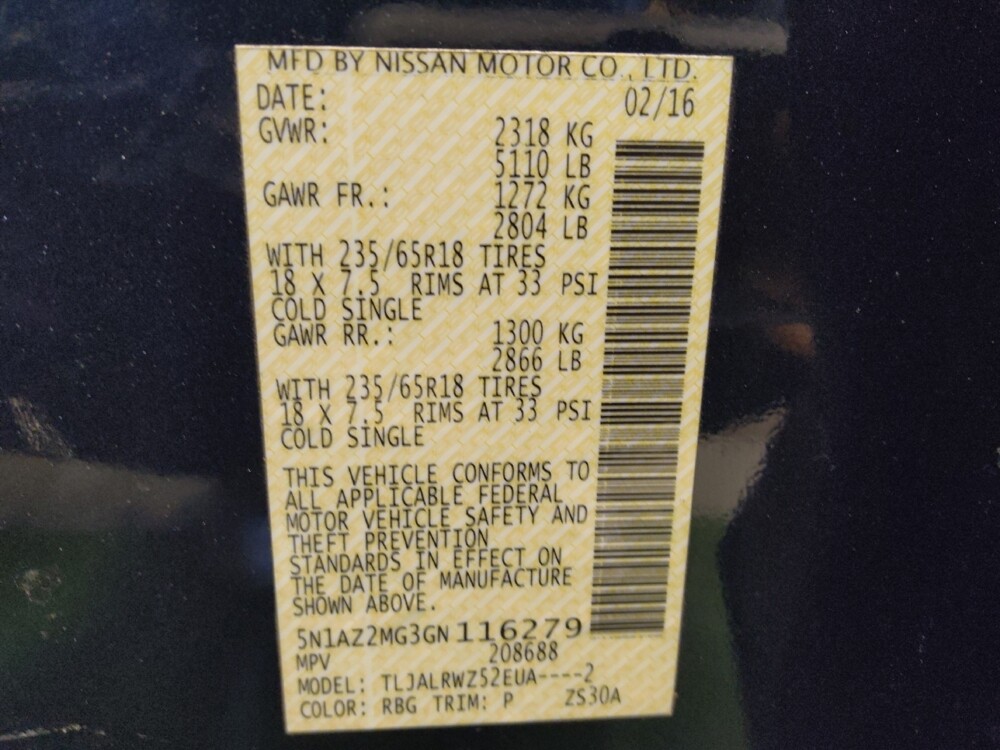 MFD BY NISSAN MOTOR CO., LTD.
DATE: 02/16
GVWR: 2318 KG
5110 LB
GAWR FR.: 1272 KG
2804 LB
WITH 235/65R18 TIRES
18 X 7.5 RIMS AT 33 PSI
COLD SINGLE
GAWR RR.: 1300 KG
2866 LB
WITH 235/65R18 TIRES
18 X 7.5 RIMS AT 33 PSI
COLD SINGLE
THIS VEHICLE CONFORMS TO
ALL APPLICABLE FEDERAL
MOTOR VEHICLE SAFETY AND
THEFT PREVENTION
STANDARDS IN EFFECT ON
THE DATE OF MANUFACTURE
SHOWN ABOVE.
5N1AZ2MG3GN116279
MPV 208688
MODEL: TLJALRWZ52EUA----2
COLOR: RBG TRIM: P ZS30A